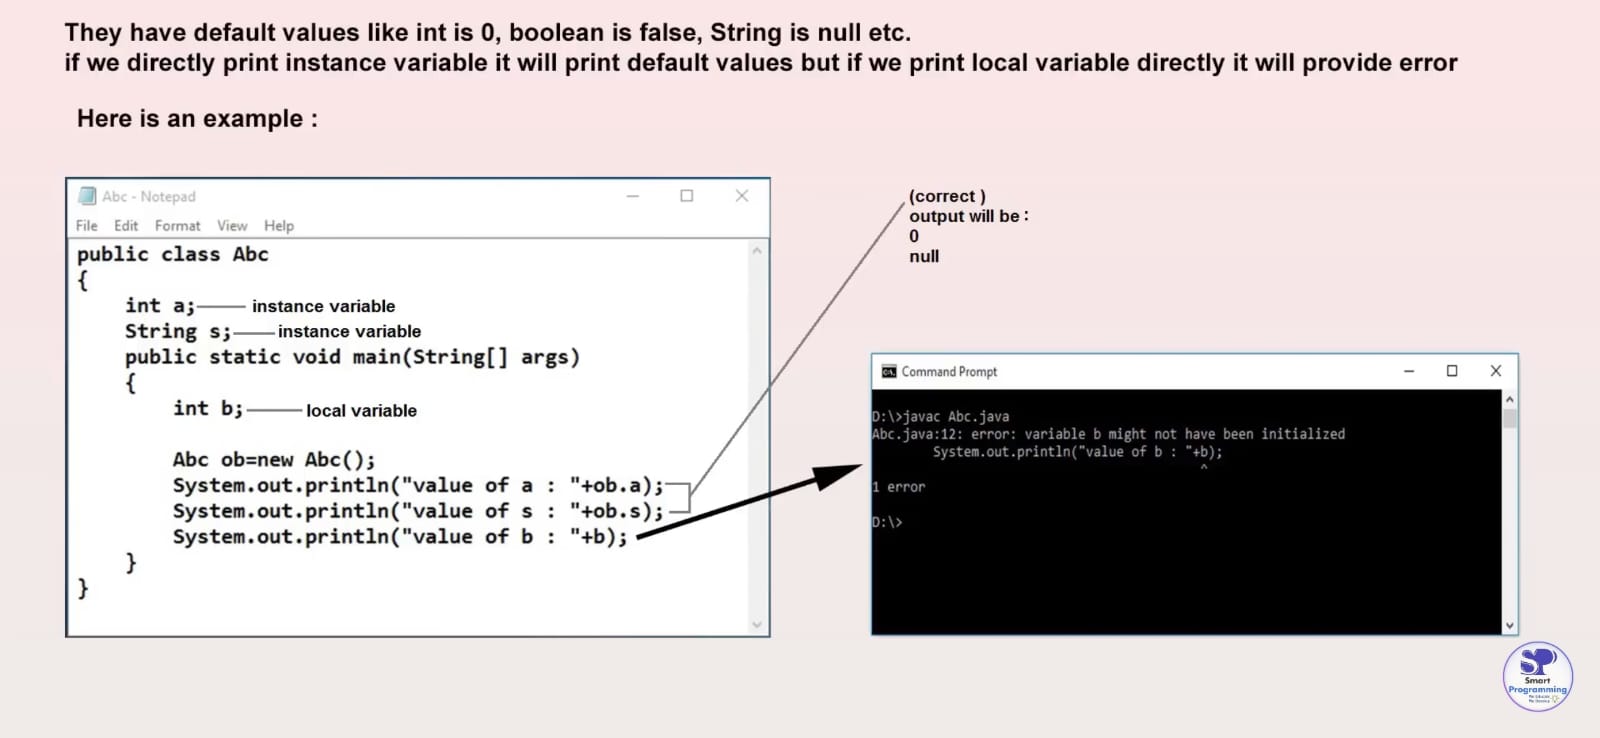 They have default values like int is 0, boolean is false, String is null etc.
if we directly print instance variable it will print default values but if we print local variable directly it will provide error
Here is an example :
Abc - Notepad
File Edit Format View Help
public class Abc
{
int a; instance variable
String s; instance variable
public static void main(String[] args)
{
int b; local variable
Abc ob=new Abc();
System.out.println("value of a : "+ob.a);
System.out.println("value of s : "+ob.s);
System.out.println("value of b : "+b);
}
}
(correct )
output will be :
0
null
Command Prompt
D:\>javac Abc.java
Abc.java:12: error: variable b might not have been initialized
System.out.println("value of b : "+b);
^
1 error
D:\>
SP
Smart
Programming